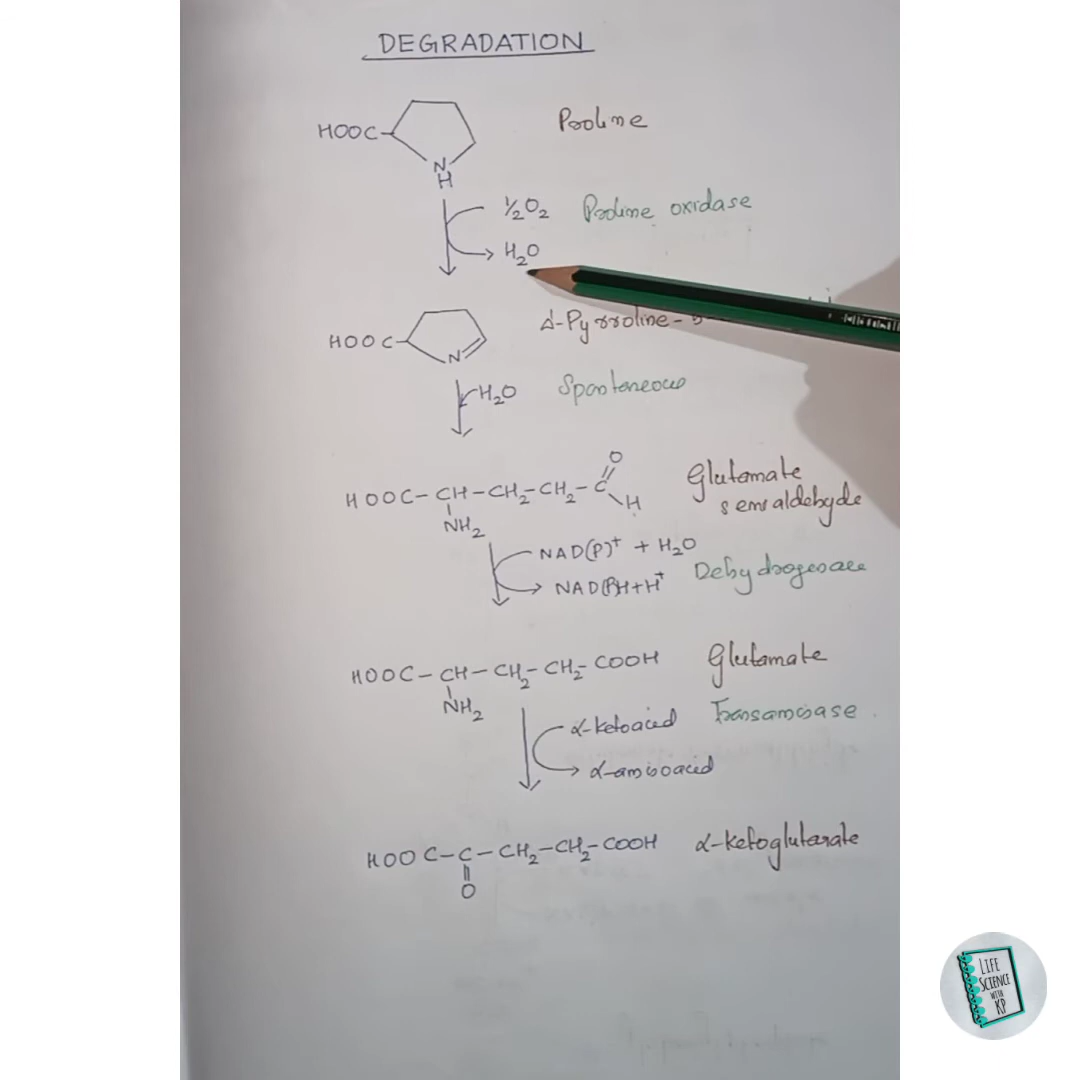 DEGRADATION
HOOC N H Proline
½O₂ Proline oxidase
H₂O
HOOC N Δ-Pyrroline-5
H₂O Spontaneous
O
HOOC-CH-CH₂-CH₂-C Glutamate
H semialdehyde
NH₂
NAD(P)⁺ + H₂O
NAD(P)H+H⁺ Dehydrogenase
HOOC-CH-CH₂-CH₂-COOH Glutamate
NH₂
α-ketoacid Transaminase
α-aminoacid
HOOC-C-CH₂-CH₂-COOH α-ketoglutarate
O
LIFE
SCIENCE
WITH
KP